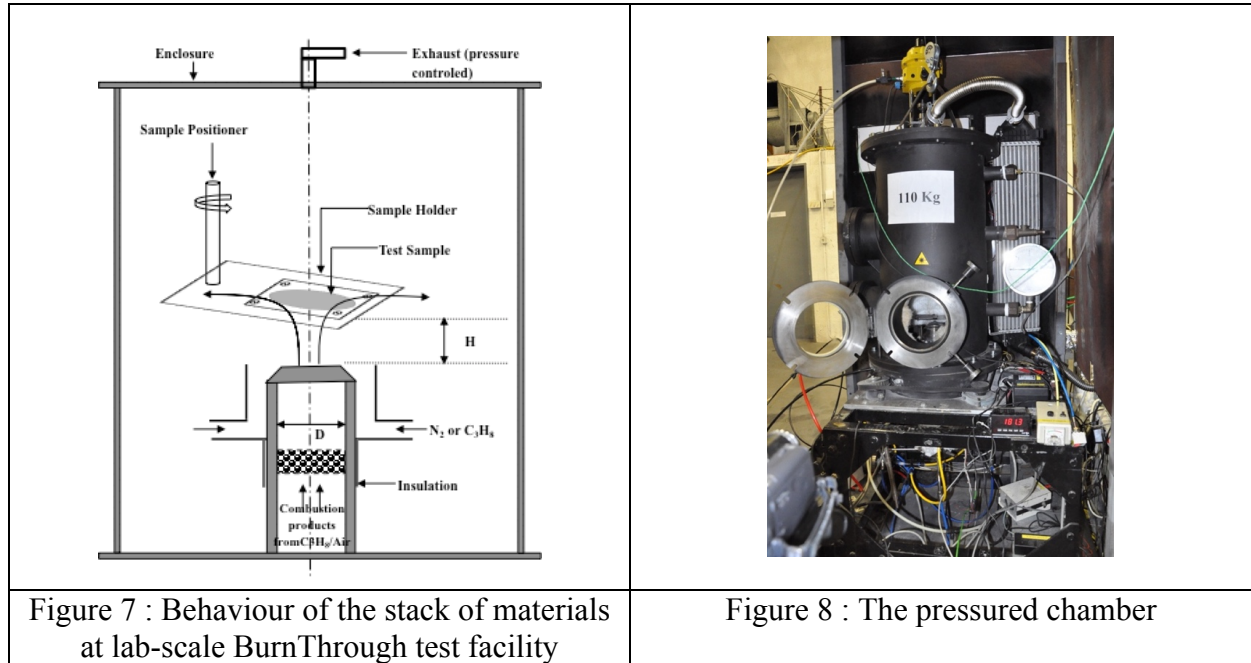 Enclosure
Exhaust (pressure
controled)
Sample Positioner
Sample Holder
Test Sample
H
N₂ or C₃H₈
D
Insulation
Combustion
products
fromC³H₈/Air
110 Kg
Figure 7 : Behaviour of the stack of materials
at lab-scale BurnThrough test facility
Figure 8 : The pressured chamber